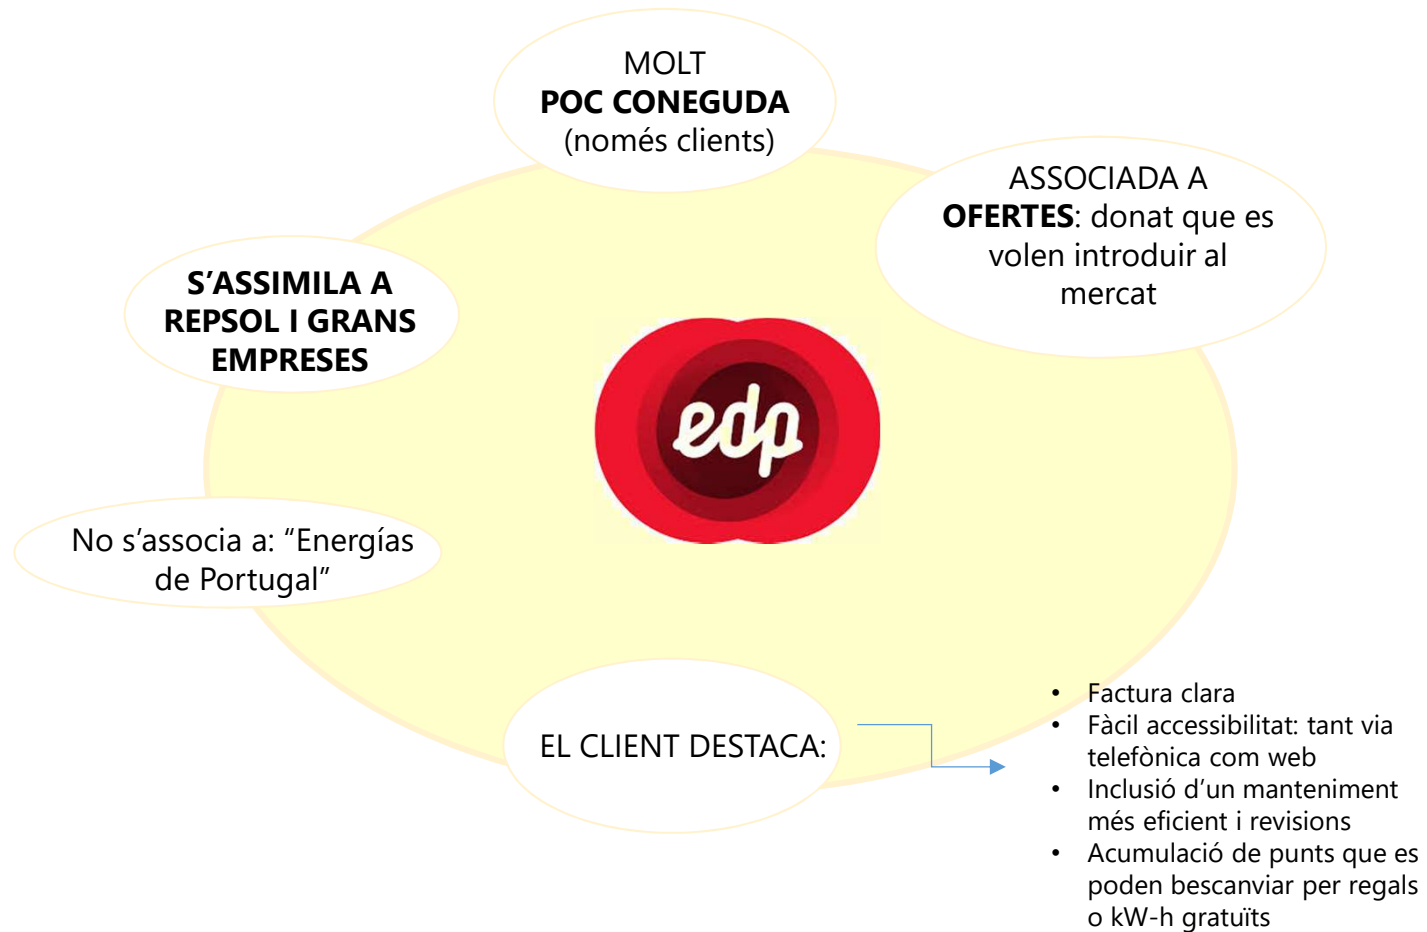 MOLT
POC CONEGUDA
(només clients)
ASSOCIADA A
OFERTES: donat que es
volen introduir al
mercat
S’ASSIMILA A
REPSOL I GRANS
EMPRESES
edp
No s’associa a: “Energías
de Portugal”
EL CLIENT DESTACA:
• Factura clara
• Fàcil accessibilitat: tant via
telefònica com web
• Inclusió d’un manteniment
més eficient i revisions
• Acumulació de punts que es
poden bescanviar per regals
o kW-h gratuïts